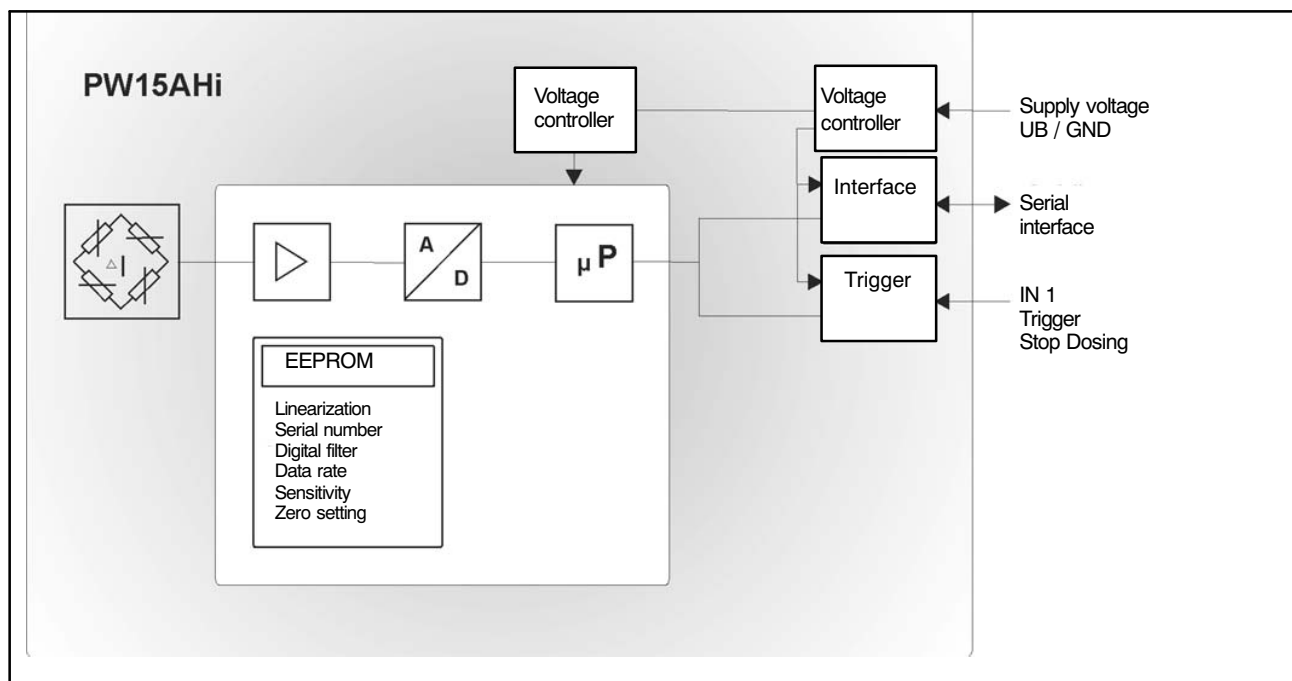 PW15AHi
Voltage
controller
Voltage
controller
Supply voltage
UB / GND
Interface
Serial
interface
Trigger
IN 1
Trigger
Stop Dosing
A
D
µP
EEPROM
Linearization
Serial number
Digital filter
Data rate
Sensitivity
Zero setting